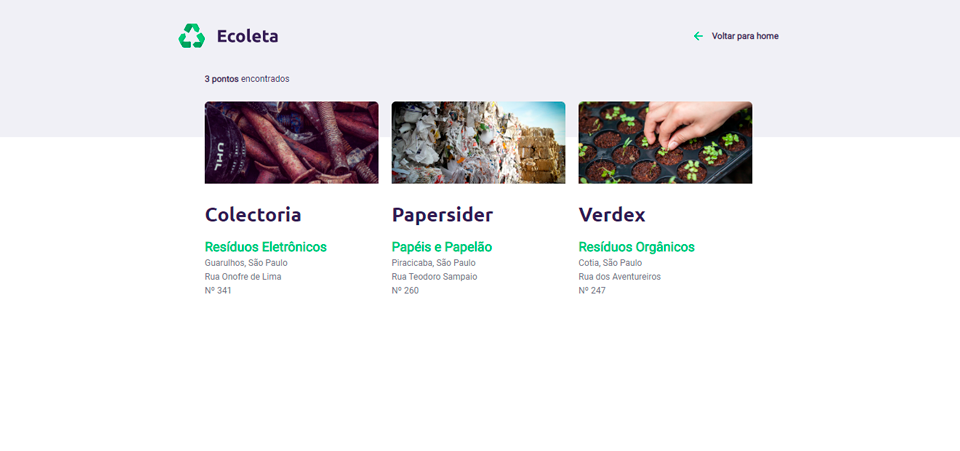 Ecoleta
Voltar para home
3 pontos encontrados
UHL
Colectoria
Papersider
Verdex
Resíduos Eletrônicos
Papéis e Papelão
Resíduos Orgânicos
Guarulhos, São Paulo
Piracicaba, São Paulo
Cotia, São Paulo
Rua Onofre de Lima
Rua Teodoro Sampaio
Rua dos Aventureiros
Nº 341
Nº 260
Nº 247